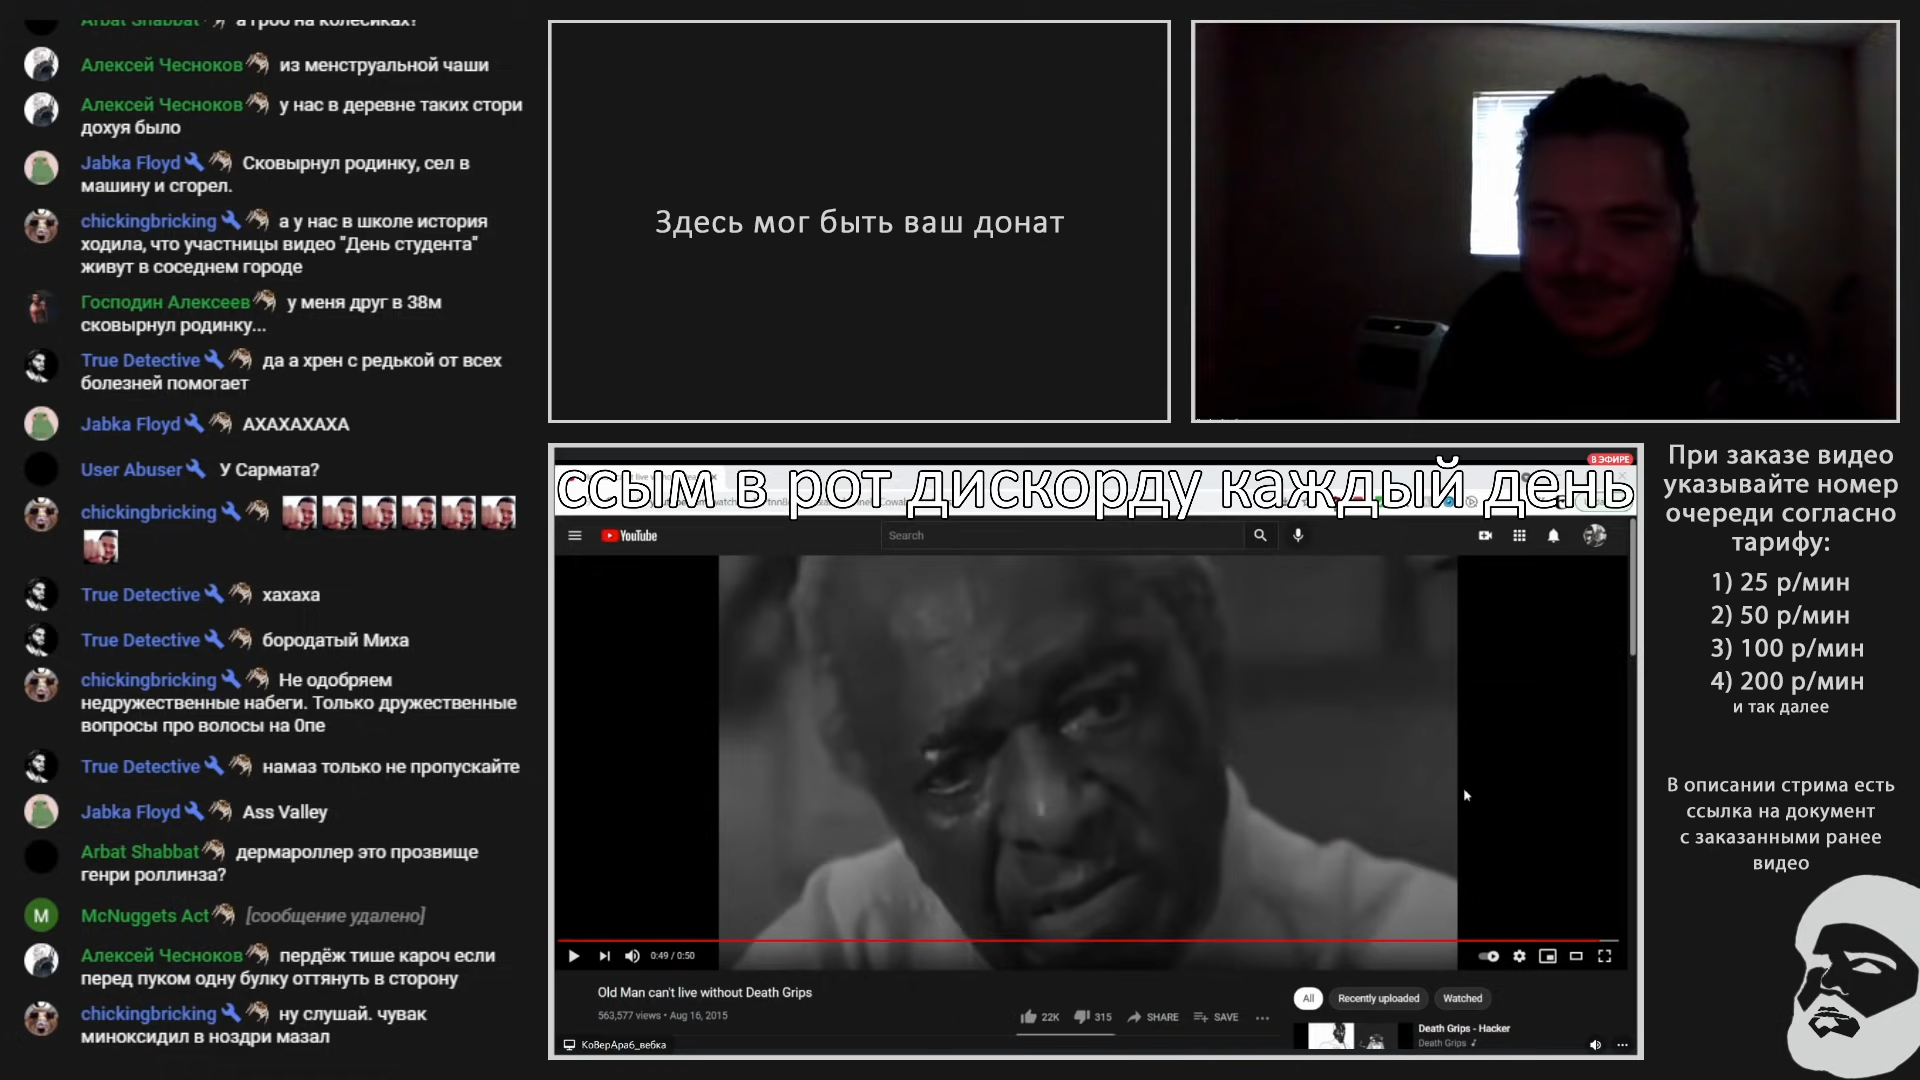 Arbat Shabbat а гроб на колёсиках?
Алексей Чесноков из менструальной чаши
Алексей Чесноков у нас в деревне таких стори
дохуя было
Jabka Floyd Сковырнул родинку, сел в
машину и сгорел.
chickingbricking а у нас в школе история
ходила, что участницы видео "День студента"
живут в соседнем городе
Господин Алексеев у меня друг в 38м
сковырнул родинку...
True Detective да а хрен с редькой от всех
болезней помогает
Jabka Floyd АХАХАХАХА
User Abuser У Сармата?
chickingbricking
True Detective хахаха
True Detective бородатый Миха
chickingbricking Не одобряем
недружественные набеги. Только дружественные
вопросы про волосы на 0пе
True Detective намаз только не пропускайте
Jabka Floyd Ass Valley
Arbat Shabbat дермароллер это прозвище
генри роллинза?
M McNuggets Act [сообщение удалено]
Алексей Чесноков пердёж тише кароч если
перед пуком одну булку оттянуть в сторону
chickingbricking ну слушай. чувак
миноксидил в ноздри мазал
Здесь мог быть ваш донат
В ЭФИРЕ
ссым в рот дискорду каждый день
YouTube
Search
0:49 / 0:50
Old Man can't live without Death Grips
563,577 views • Aug 16, 2015
22K 315 SHARE SAVE
All Recently uploaded Watched
Death Grips - Hacker
Death Grips
КоВерАраб_вебка
При заказе видео
указывайте номер
очереди согласно
тарифу:
1) 25 р/мин
2) 50 р/мин
3) 100 р/мин
4) 200 р/мин
и так далее
В описании стрима есть
ссылка на документ
с заказанными ранее
видео